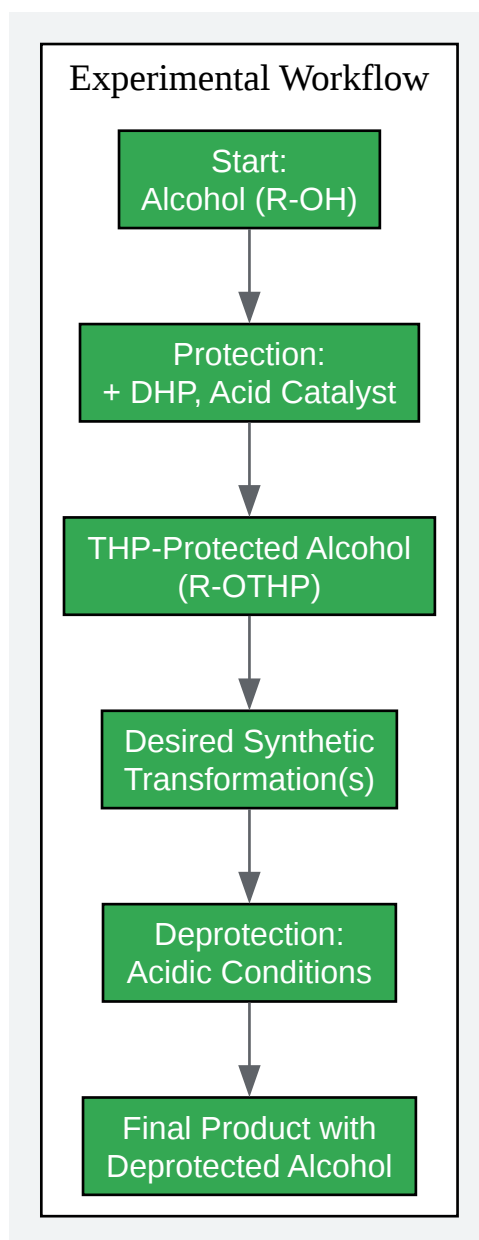 Experimental Workflow
Start:
Alcohol (R-OH)
Protection:
+ DHP, Acid Catalyst
THP-Protected Alcohol
(R-OTHP)
Desired Synthetic
Transformation(s)
Deprotection:
Acidic Conditions
Final Product with
Deprotected Alcohol